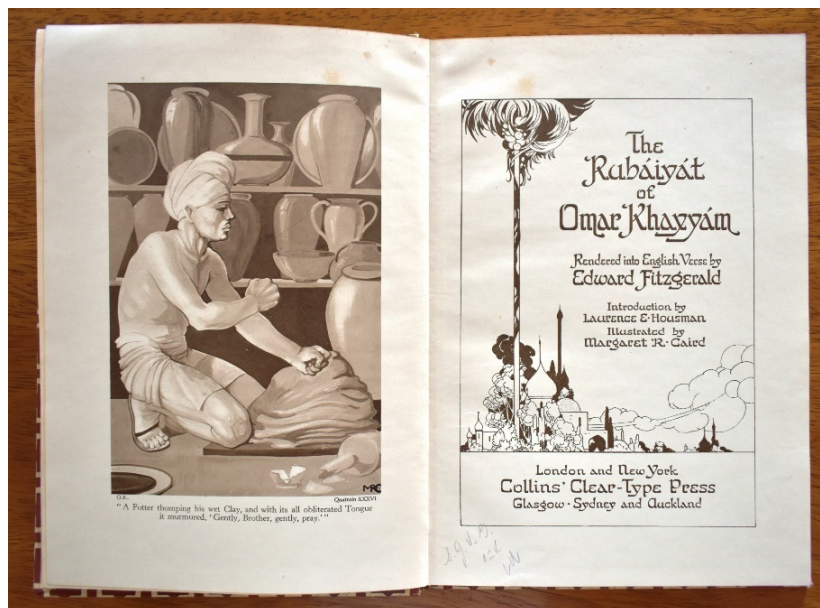 MRC
O.K.
Quatrain XXXVI
"A Potter thumping his wet Clay, and with its all obliterated Tongue
it murmured, 'Gently, Brother, gently, pray.'"
The
Rubáiyát
of
Omar Khayyám
Rendered into English Verse by
Edward Fitzgerald
Introduction by
Laurence E·Housman
Illustrated by
Margaret R·Caird
London and New York
Collins' Clear-Type Press
Glasgow·Sydney and Auckland